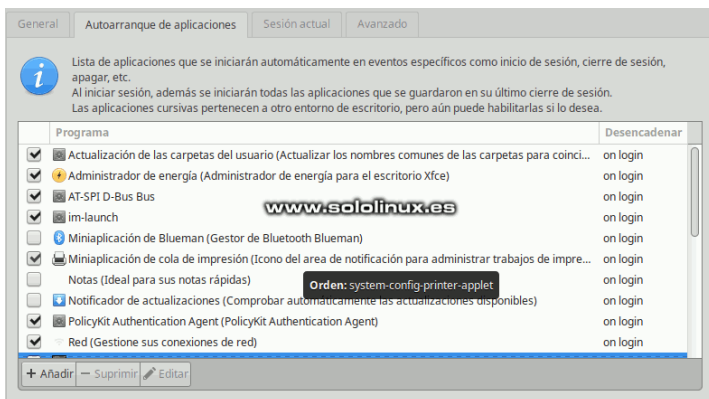 General
Autoarranque de aplicaciones
Sesión actual
Avanzado
Lista de aplicaciones que se iniciarán automáticamente en eventos específicos como inicio de sesión, cierre de sesión,
apagar, etc.
Al iniciar sesión, además se iniciarán todas las aplicaciones que se guardaron en su último cierre de sesión.
Las aplicaciones cursivas pertenecen a otro entorno de escritorio, pero aún puede habilitarlas si lo desea.
Programa Desencadenar
Actualización de las carpetas del usuario (Actualizar los nombres comunes de las carpetas para coinci... on login
Administrador de energía (Administrador de energía para el escritorio Xfce) on login
AT-SPI D-Bus Bus on login
www.sololinux.es
im-launch on login
Miniaplicación de Blueman (Gestor de Bluetooth Blueman) on login
Miniaplicación de cola de impresión (Icono del area de notificación para administrar trabajos de impre... on login
Notas (Ideal para sus notas rápidas) on login
Orden: system-config-printer-applet
Notificador de actualizaciones (Comprobar automáticamente las actualizaciones disponibles) on login
PolicyKit Authentication Agent (PolicyKit Authentication Agent) on login
Red (Gestione sus conexiones de red) on login
+ Añadir − Suprimir Editar